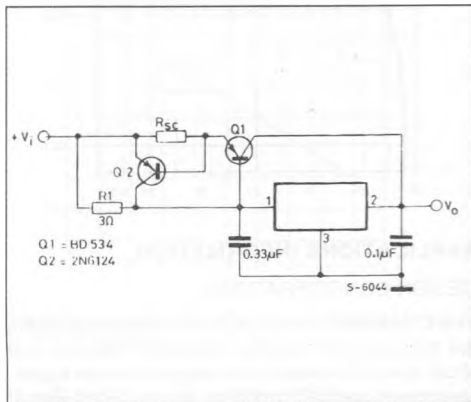 Rsc
Q1
+ Vi
Q 2
R1
3Ω
1
2
Vo
3
Q1 = BD 534
Q2 = 2N6124
0.33µF
0.1µF
S-6044